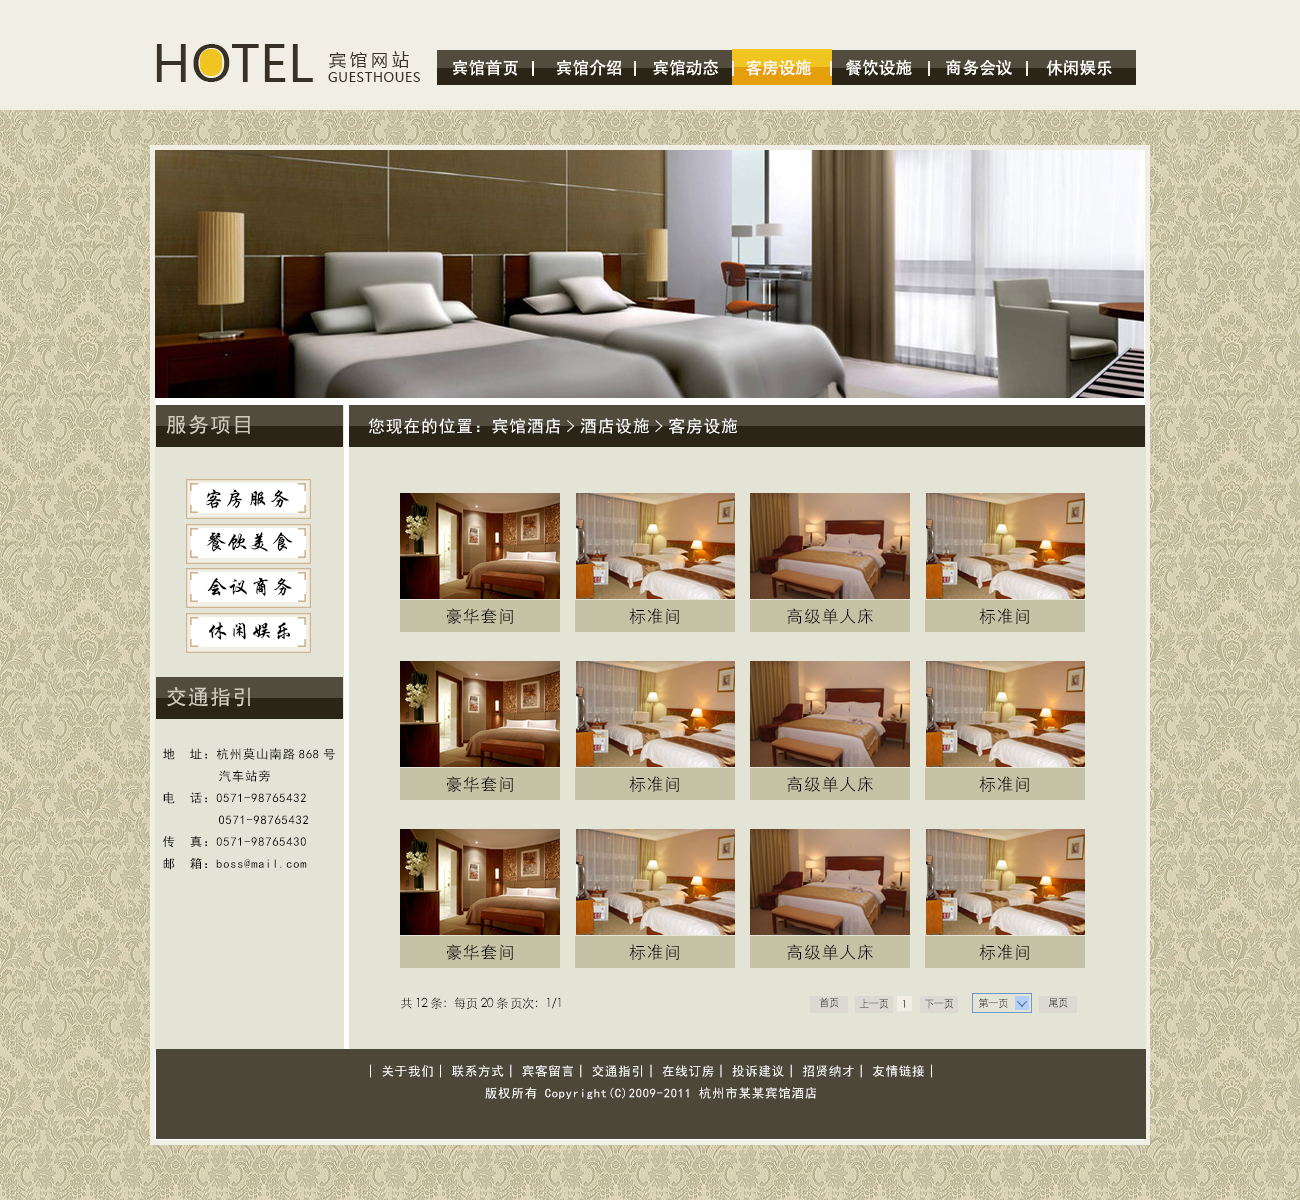 HOTEL 宾馆网站
GUESTHOUES
宾馆首页 | 宾馆介绍 | 宾馆动态 | 客房设施 | 餐饮设施 | 商务会议 | 休闲娱乐
服务项目
您现在的位置：宾馆酒店 > 酒店设施 > 客房设施
客房服务
餐饮美食
会议商务
休闲娱乐
交通指引
地 址：杭州莫山南路 868 号
汽车站旁
电 话：0571-98765432
0571-98765432
传 真：0571-98765430
邮 箱：boss@mail.com
豪华套间 标准间 高级单人床 标准间
豪华套间 标准间 高级单人床 标准间
豪华套间 标准间 高级单人床 标准间
共 12 条： 每页 20 条 页次： 1/1 首页 上一页 1 下一页 第一页 尾页
| 关于我们 | 联系方式 | 宾客留言 | 交通指引 | 在线订房 | 投诉建议 | 招贤纳才 | 友情链接 |
版权所有 Copyright(C)2009-2011 杭州市某某宾馆酒店